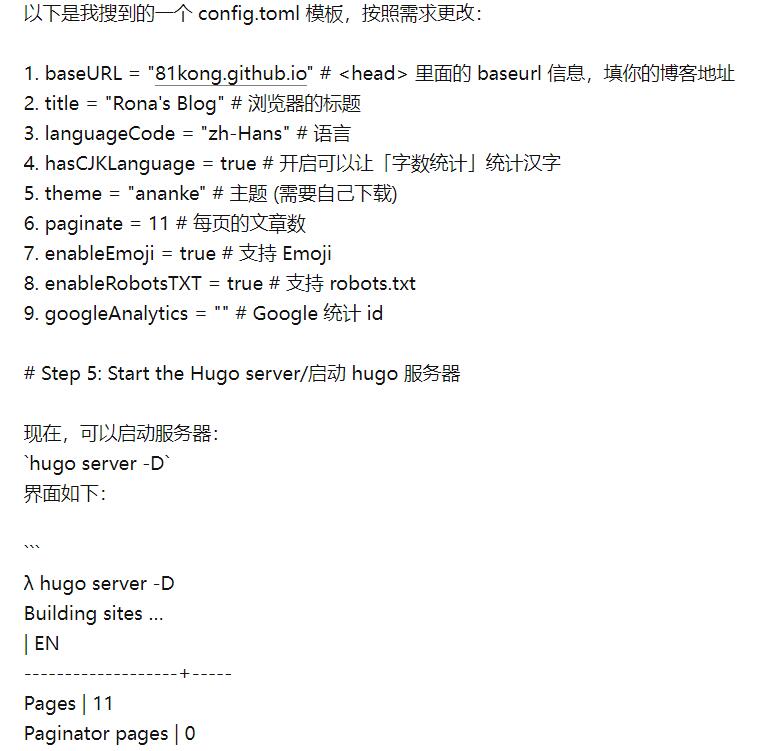 以下是我搜到的一个 config.toml 模板，按照需求更改：
1. baseURL = "81kong.github.io" # <head> 里面的 baseurl 信息，填你的博客地址
2. title = "Rona's Blog" # 浏览器的标题
3. languageCode = "zh-Hans" # 语言
4. hasCJKLanguage = true # 开启可以让「字数统计」统计汉字
5. theme = "ananke" # 主题 (需要自己下载)
6. paginate = 11 # 每页的文章数
7. enableEmoji = true # 支持 Emoji
8. enableRobotsTXT = true # 支持 robots.txt
9. googleAnalytics = "" # Google 统计 id
# Step 5: Start the Hugo server/启动 hugo 服务器
现在，可以启动服务器：
`hugo server -D`
界面如下：
```
λ hugo server -D
Building sites …
| EN
-------------------+-----
Pages | 11
Paginator pages | 0